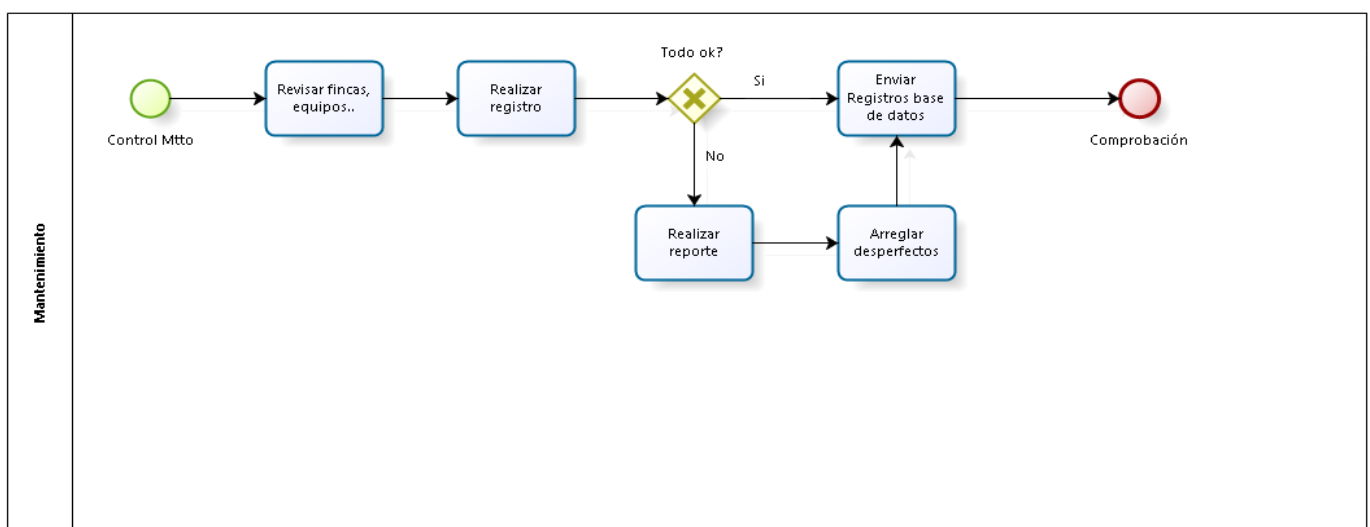 Mantenimiento
Control Mtto
Revisar fincas,
equipos..
Realizar
registro
Todo ok?
Si
No
Enviar
Registros base
de datos
Comprobación
Realizar
reporte
Arreglar
desperfectos